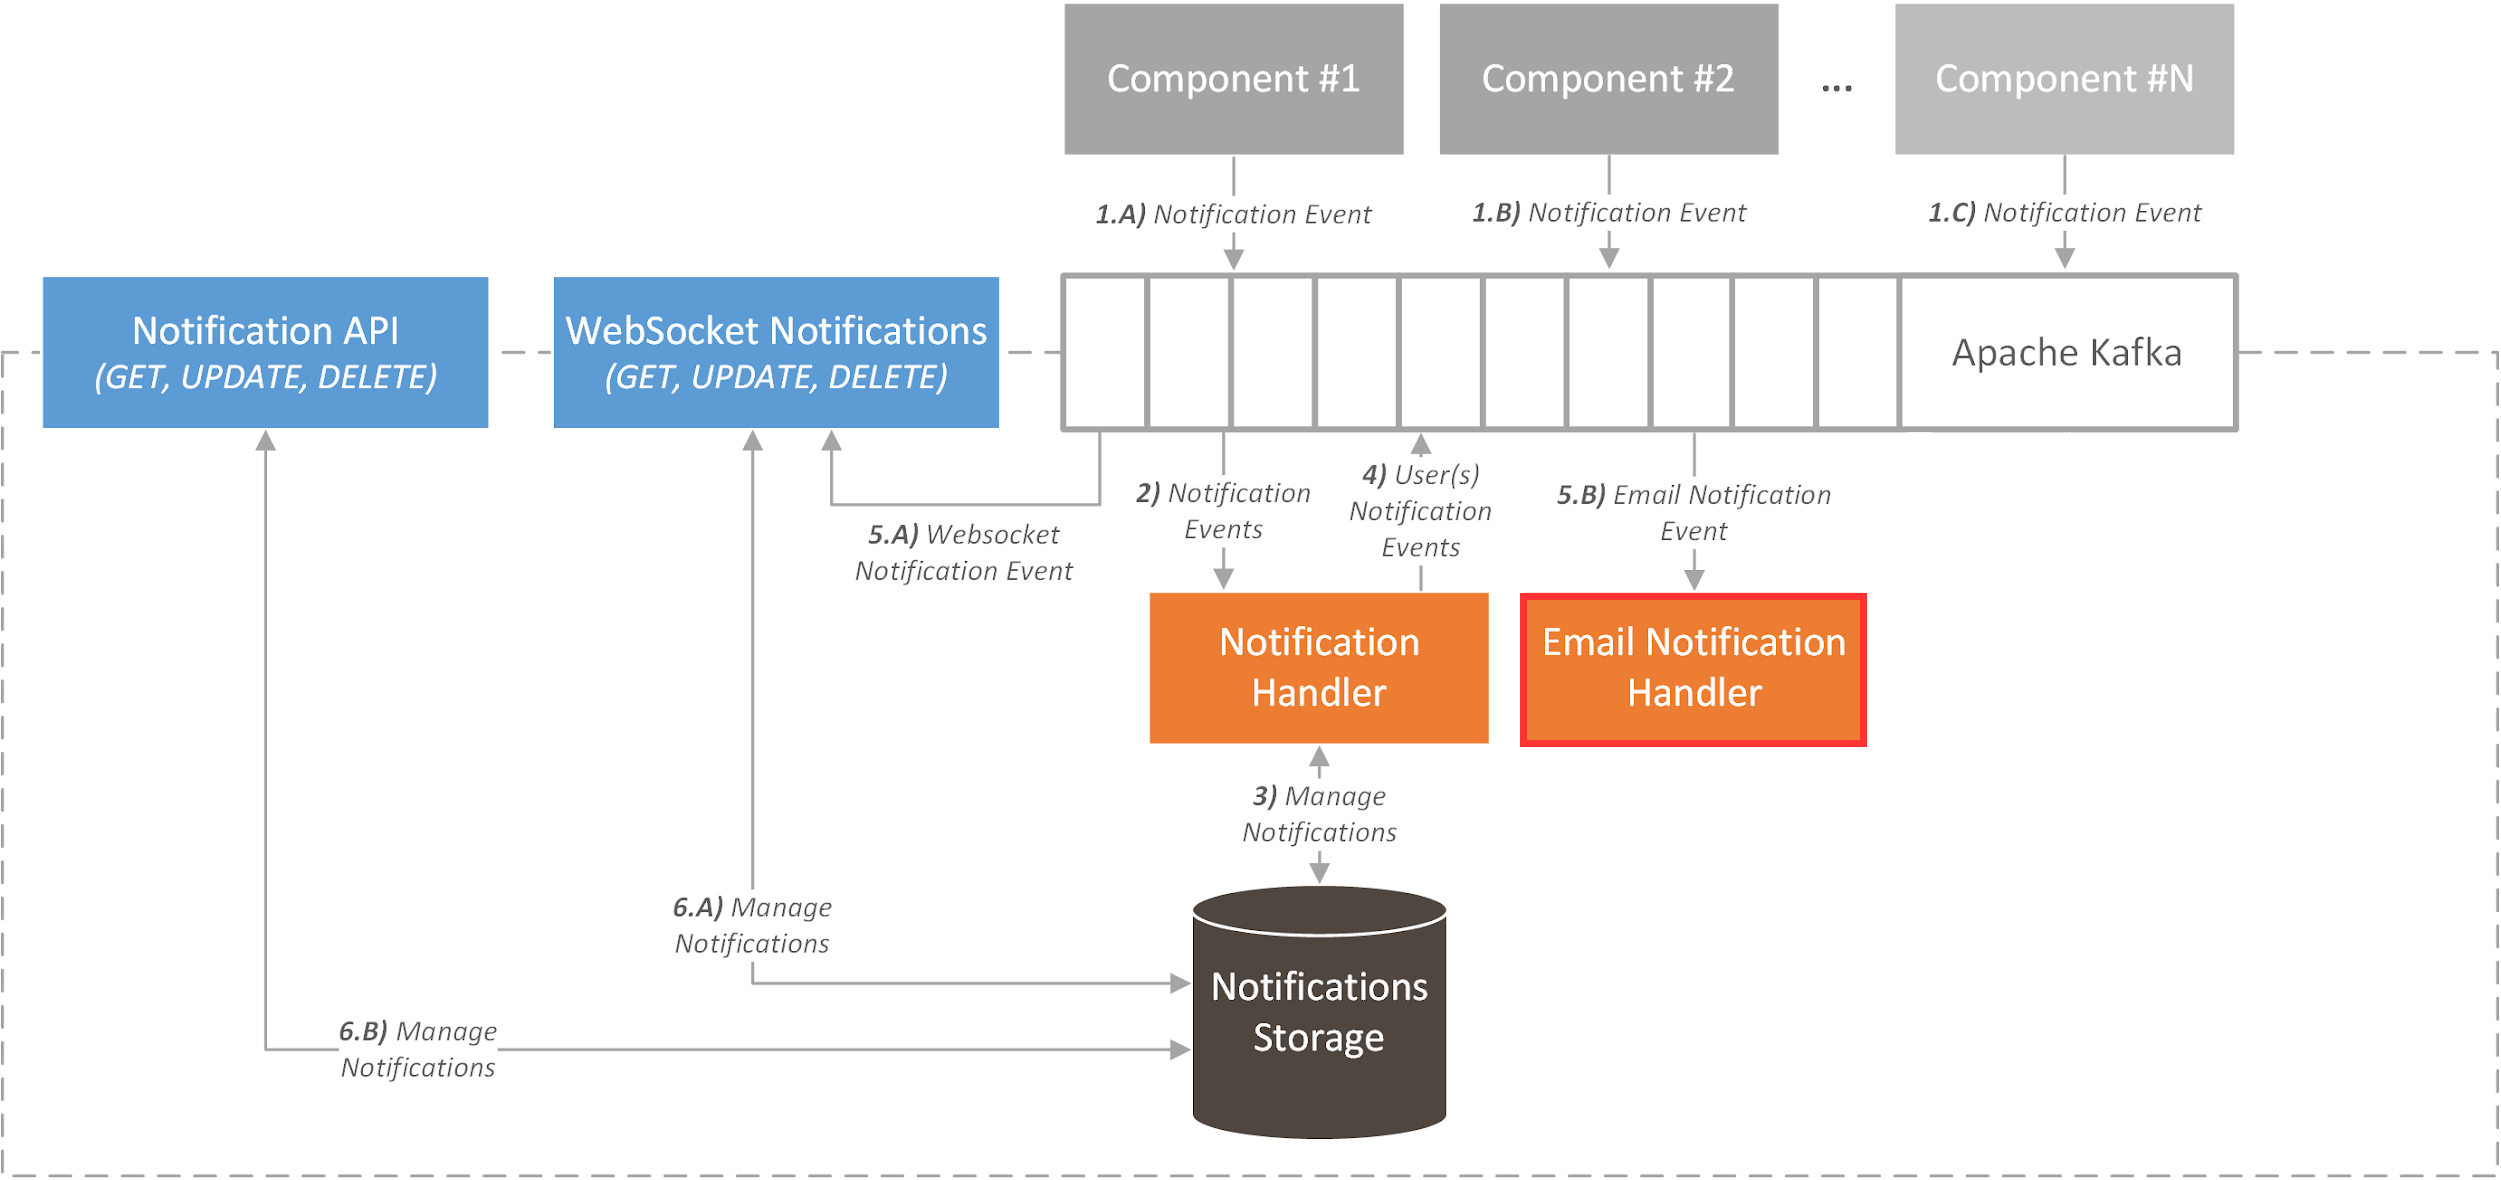 Component #1
Component #2
...
Component #N
1.A) Notification Event
1.B) Notification Event
1.C) Notification Event
Notification API
(GET, UPDATE, DELETE)
WebSocket Notifications
(GET, UPDATE, DELETE)
Apache Kafka
5.A) Websocket
Notification Event
2) Notification
Events
4) User(s)
Notification
Events
5.B) Email Notification
Event
Notification
Handler
Email Notification
Handler
3) Manage
Notifications
6.A) Manage
Notifications
6.B) Manage
Notifications
Notifications
Storage